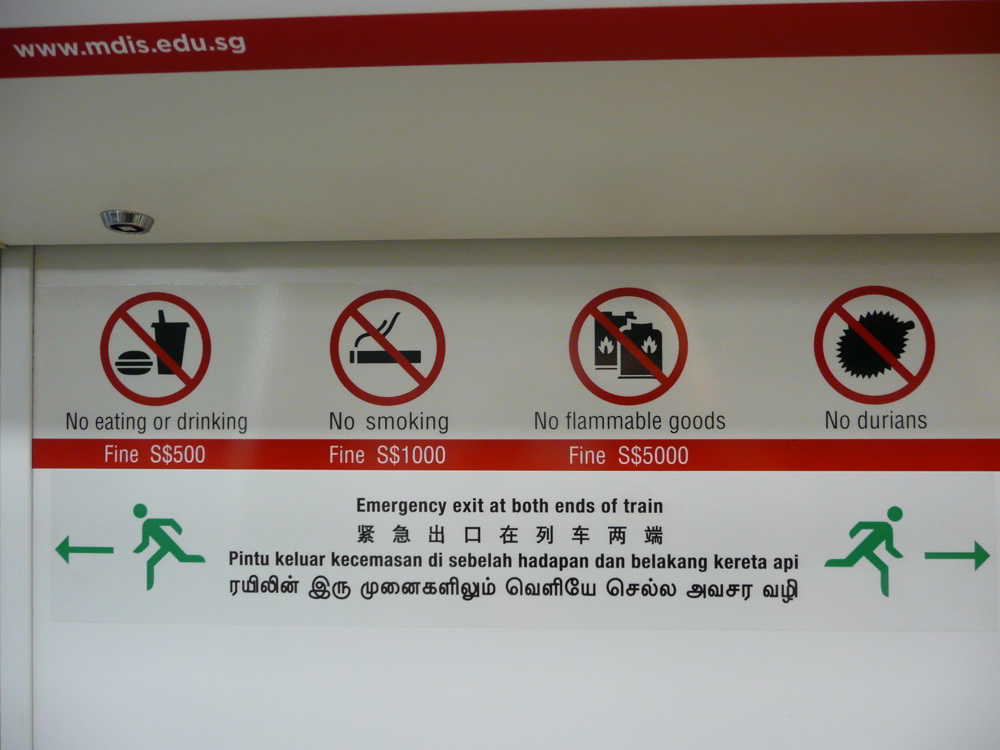 www.mdis.edu.sg
No eating or drinking
No smoking
No flammable goods
No durians
Fine S$500
Fine S$1000
Fine S$5000
Emergency exit at both ends of train
紧急出口在列车两端
Pintu keluar kecemasan di sebelah hadapan dan belakang kereta api
ரயிலின் இரு முனைகளிலும் வெளியே செல்ல அவசர வழி